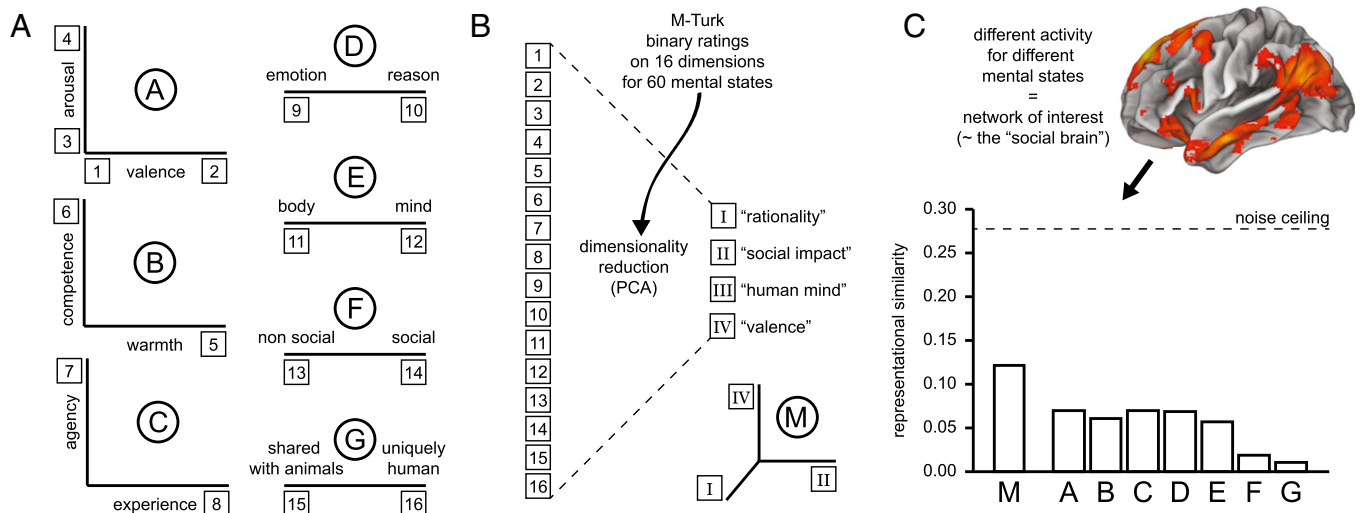 A
4
arousal
3
1
valence
2
A
6
competence
B
warmth
5
7
agency
C
experience
8
D
emotion
reason
9
10
E
body
mind
11
12
F
non social
social
13
14
G
shared
with animals
uniquely
human
15
16
B
1
2
3
4
5
6
7
8
9
10
11
12
13
14
15
16
M-Turk
binary ratings
on 16 dimensions
for 60 mental states
dimensionality
reduction
(PCA)
I "rationality"
II "social impact"
III "human mind"
IV "valence"
IV
M
I
II
C
different activity
for different
mental states
=
network of interest
(~ the "social brain")
representational similarity
0.30
0.25
0.20
0.15
0.10
0.05
0.00
noise ceiling
M A B C D E F G